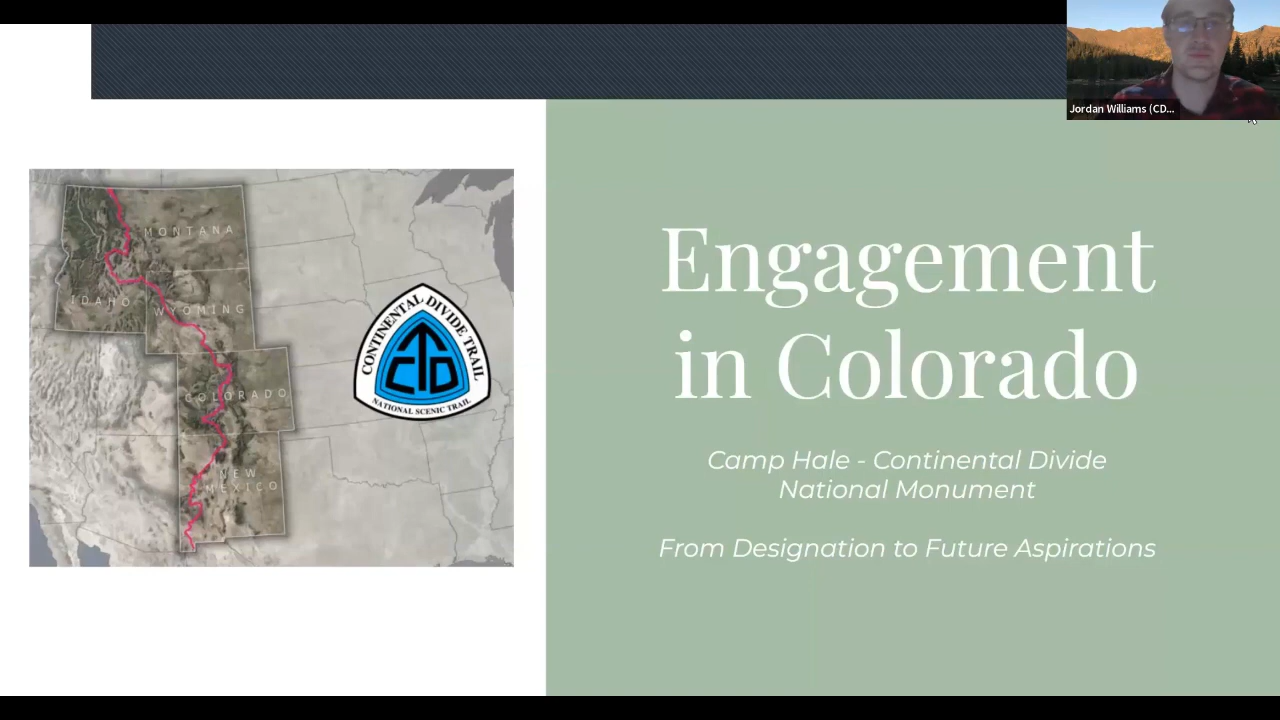 Jordan Williams (CD...
MONTANA
IDAHO
WYOMING
COLORADO
NEW
MEXICO
CONTINENTAL DIVIDE TRAIL
CTD
NATIONAL SCENIC TRAIL
Engagement
in Colorado
Camp Hale - Continental Divide
National Monument
From Designation to Future Aspirations